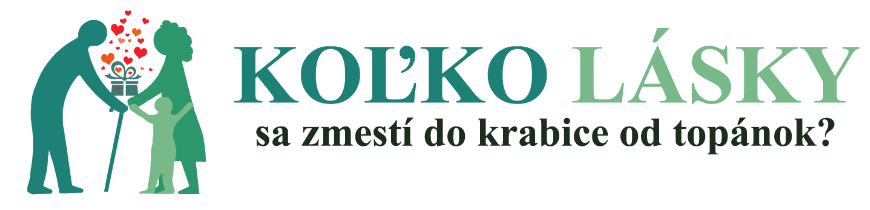 KOĽKO LÁSKY
sa zmestí do krabice od topánok?